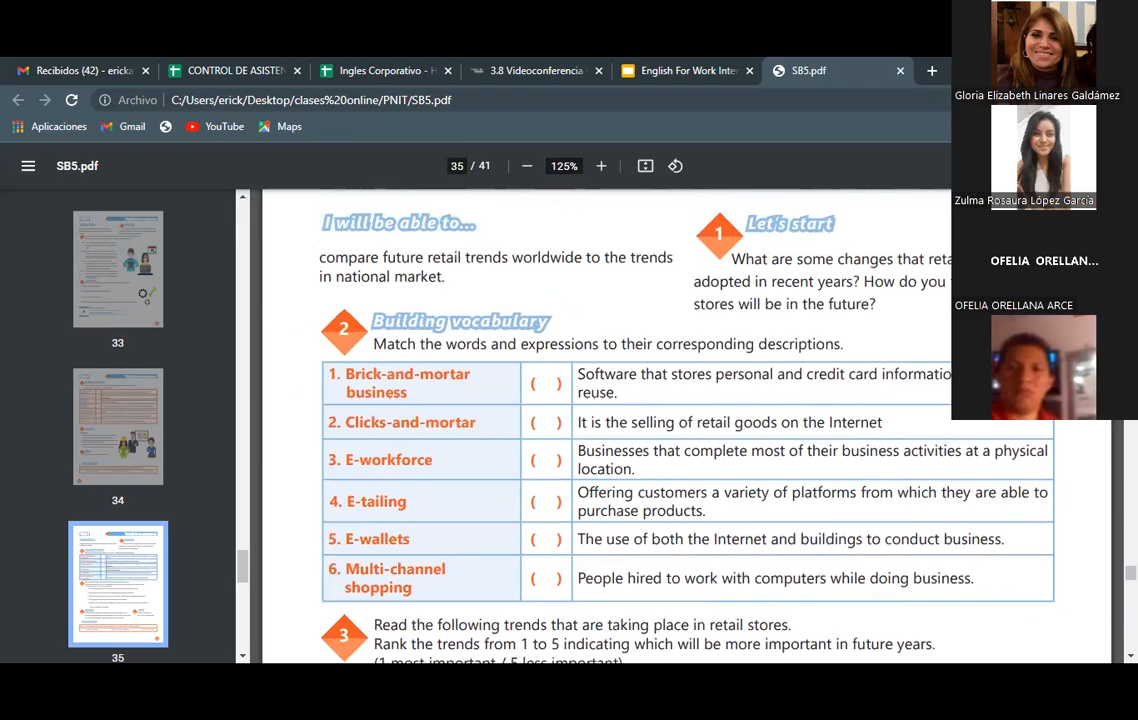 Recibidos (42) - ericka
CONTROL DE ASISTEN
Ingles Corporativo - H
3.8 Videoconferencia
English For Work Inter
SB5.pdf
Archivo
C:/Users/erick/Desktop/clases%20online/PNIT/SB5.pdf
Aplicaciones
Gmail
YouTube
Maps
SB5.pdf
35 / 41
125%
33
34
35
I will be able to...
compare future retail trends worldwide to the trends
in national market.
1
Let's start
What are some changes that reta
adopted in recent years? How do you
stores will be in the future?
2
Building vocabulary
Match the words and expressions to their corresponding descriptions.
1. Brick-and-mortar
business
( )
Software that stores personal and credit card informatio
reuse.
2. Clicks-and-mortar
( )
It is the selling of retail goods on the Internet
3. E-workforce
( )
Businesses that complete most of their business activities at a physical
location.
4. E-tailing
( )
Offering customers a variety of platforms from which they are able to
purchase products.
5. E-wallets
( )
The use of both the Internet and buildings to conduct business.
6. Multi-channel
shopping
( )
People hired to work with computers while doing business.
3
Read the following trends that are taking place in retail stores.
Rank the trends from 1 to 5 indicating which will be more important in future years.
(1 most important / 5 less important)
Gloria Elizabeth Linares Galdámez
Zulma Rosaura López García
OFELIA ORELLAN...
OFELIA ORELLANA ARCE